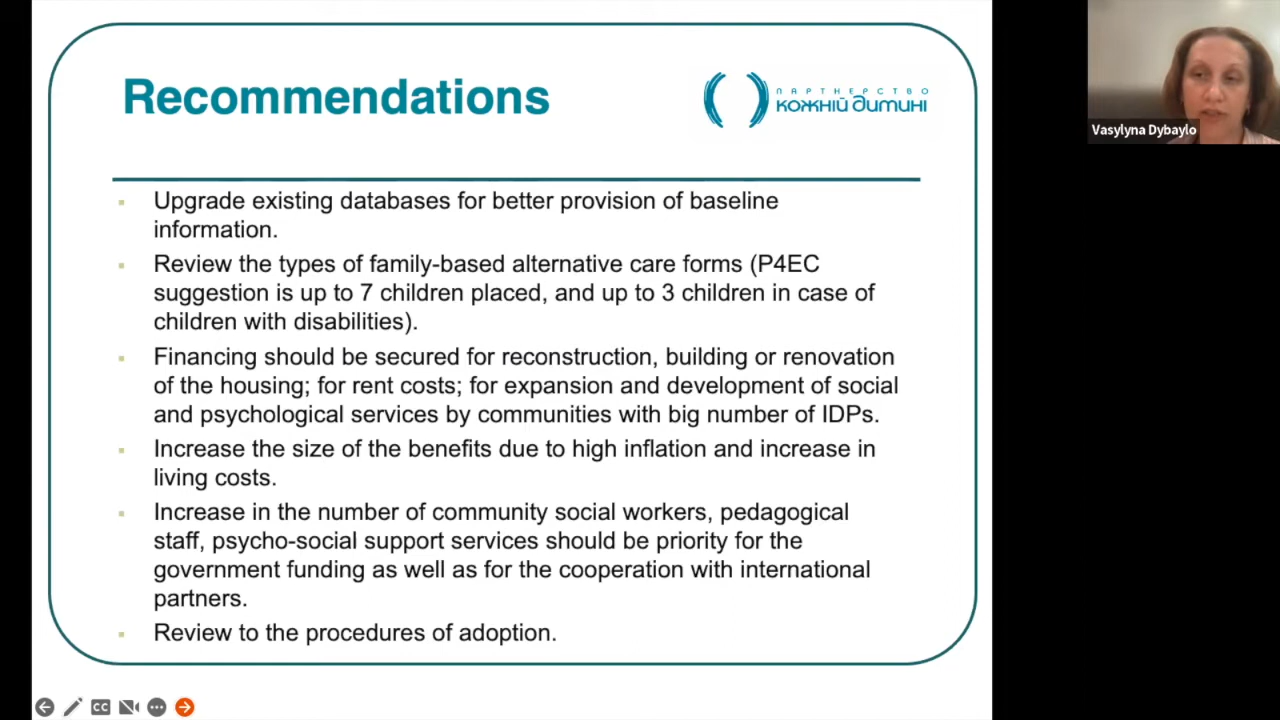 Recommendations
ПАРТНЕРСТВО
КОЖНІЙ ДИТИНІ
Vasylyna Dybaylo
Upgrade existing databases for better provision of baseline
information.
Review the types of family-based alternative care forms (P4EC
suggestion is up to 7 children placed, and up to 3 children in case of
children with disabilities).
Financing should be secured for reconstruction, building or renovation
of the housing; for rent costs; for expansion and development of social
and psychological services by communities with big number of IDPs.
Increase the size of the benefits due to high inflation and increase in
living costs.
Increase in the number of community social workers, pedagogical
staff, psycho-social support services should be priority for the
government funding as well as for the cooperation with international
partners.
Review to the procedures of adoption.
CC